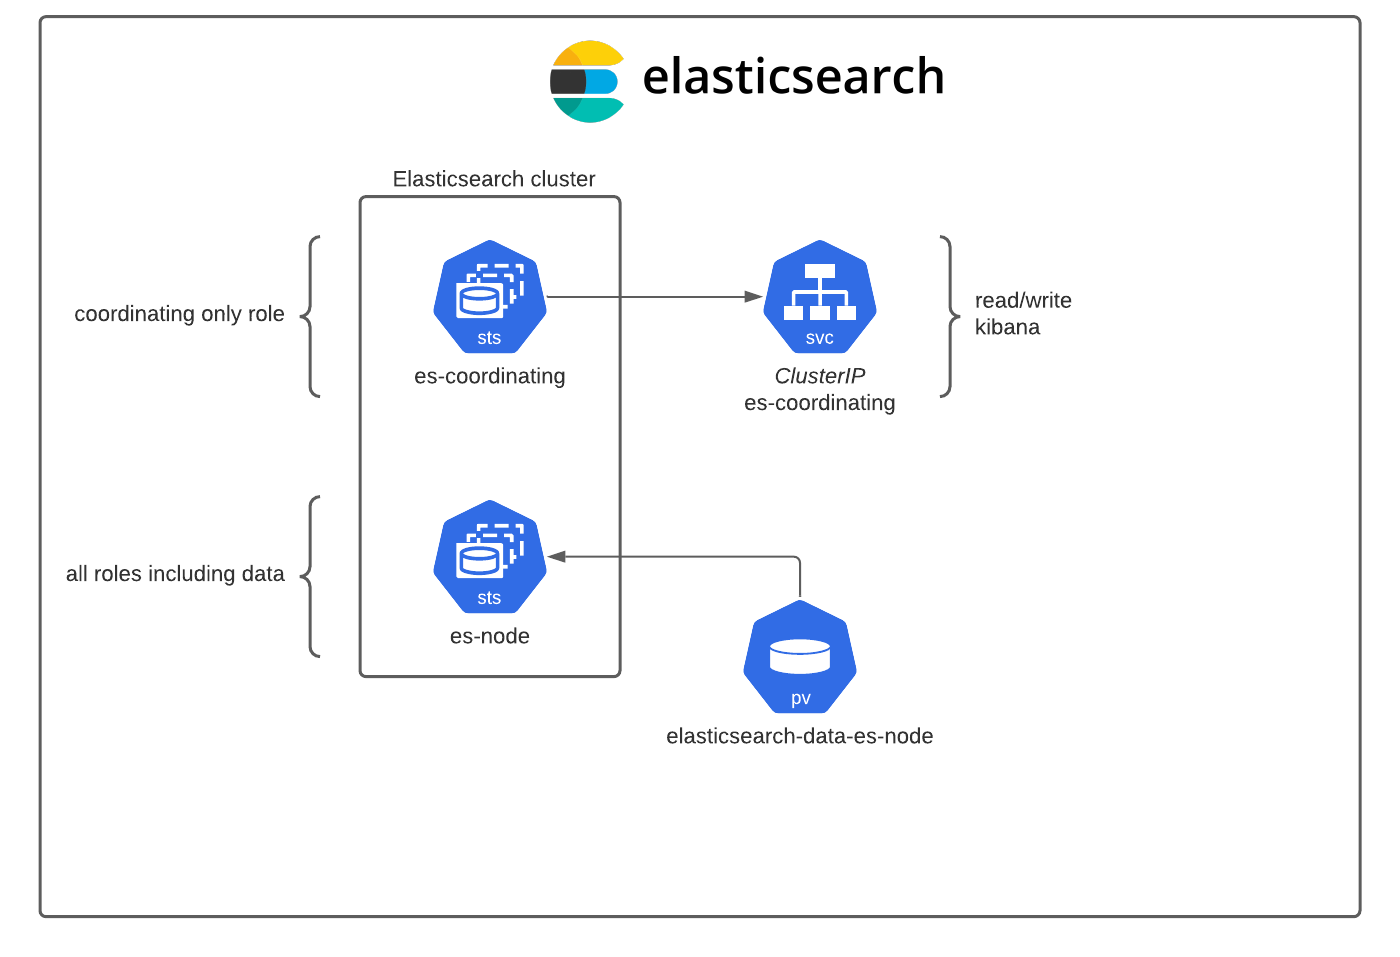 elasticsearch
Elasticsearch cluster
coordinating only role
sts
es-coordinating
svc
ClusterIP
es-coordinating
read/write
kibana
all roles including data
sts
es-node
pv
elasticsearch-data-es-node